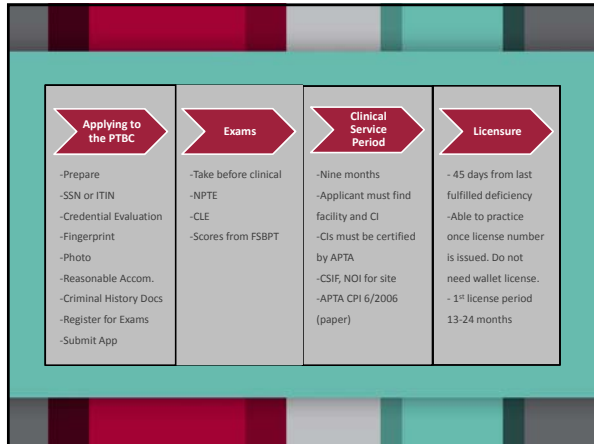 Applying to
the PTBC
-Prepare
-SSN or ITIN
-Credential Evaluation
-Fingerprint
-Photo
-Reasonable Accom.
-Criminal History Docs
-Register for Exams
-Submit App
Exams
-Take before clinical
-NPTE
-CLE
-Scores from FSBPT
Clinical
Service
Period
-Nine months
-Applicant must find
facility and CI
-CIs must be certified
by APTA
-CSIF, NOI for site
-APTA CPI 6/2006
(paper)
Licensure
- 45 days from last
fulfilled deficiency
-Able to practice
once license number
is issued. Do not
need wallet license.
- 1st license period
13-24 months